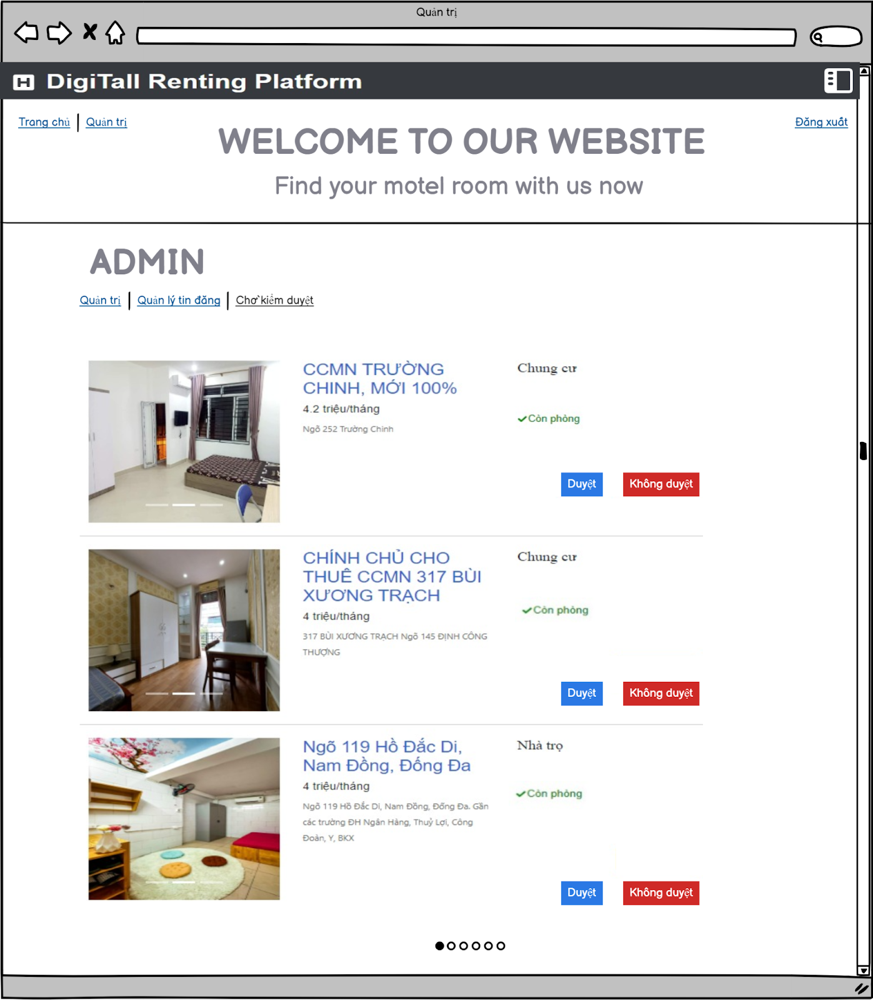 Quản trị
H DigiTall Renting Platform
Trang chủ Quản trị Đăng xuất
WELCOME TO OUR WEBSITE
Find your motel room with us now
ADMIN
Quản trị Quản lý tin đăng Chờ kiểm duyệt
CCMN TRƯỜNG
CHINH, MỚI 100%
4.2 triệu/tháng
Ngõ 252 Trường Chinh
Chung cư
Còn phòng
Duyệt Không duyệt
CHÍNH CHỦ CHO
THUÊ CCMN 317 BÙI
XƯƠNG TRẠCH
4 triệu/tháng
317 BÙI XƯƠNG TRẠCH Ngõ 145 ĐỊNH CÔNG
THƯỢNG
Chung cư
Còn phòng
Duyệt Không duyệt
Ngõ 119 Hồ Đắc Di,
Nam Đồng, Đống Đa
4 triệu/tháng
Ngõ 119 Hồ Đắc Di, Nam Đồng, Đống Đa. Gần
các trường ĐH Ngân Hàng, Thuỷ Lợi, Công
Đoàn, Y, BKX
Nhà trọ
Còn phòng
Duyệt Không duyệt